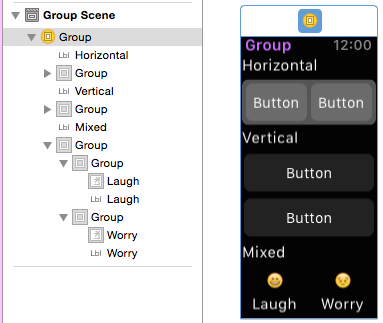 Group Scene
Group
Lbl Horizontal
Group
Lbl Vertical
Group
Lbl Mixed
Group
Group
Laugh
Lbl Laugh
Group
Worry
Lbl Worry
Group 12:00
Horizontal
Button Button
Vertical
Button
Button
Mixed
Laugh Worry